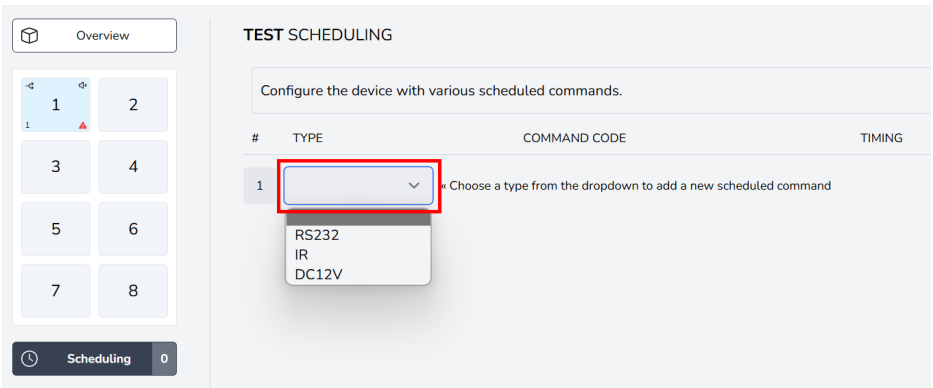 Overview
1
1
2
3
4
5
6
7
8
Scheduling 0
TEST SCHEDULING
Configure the device with various scheduled commands.
# TYPE COMMAND CODE TIMING
1 « Choose a type from the dropdown to add a new scheduled command
RS232
IR
DC12V